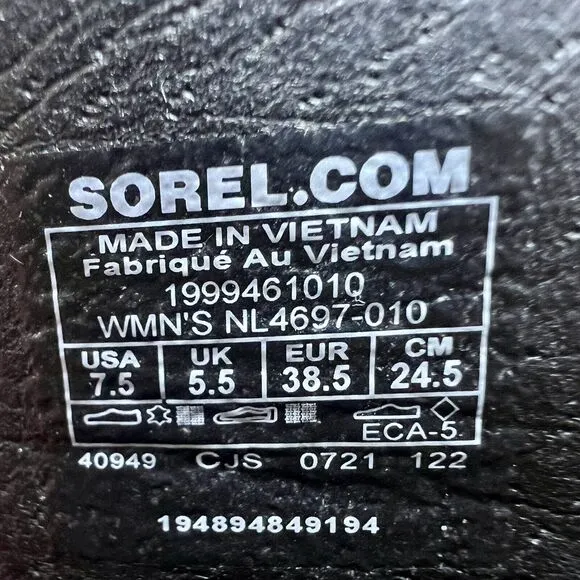 SOREL.COM
MADE IN VIETNAM
Fabriqué Au Vietnam
1999461010
WMN'S NL4697-010
USA UK EUR CM
7.5 5.5 38.5 24.5
ECA-5
40949 CJS 0721 122
194894849194